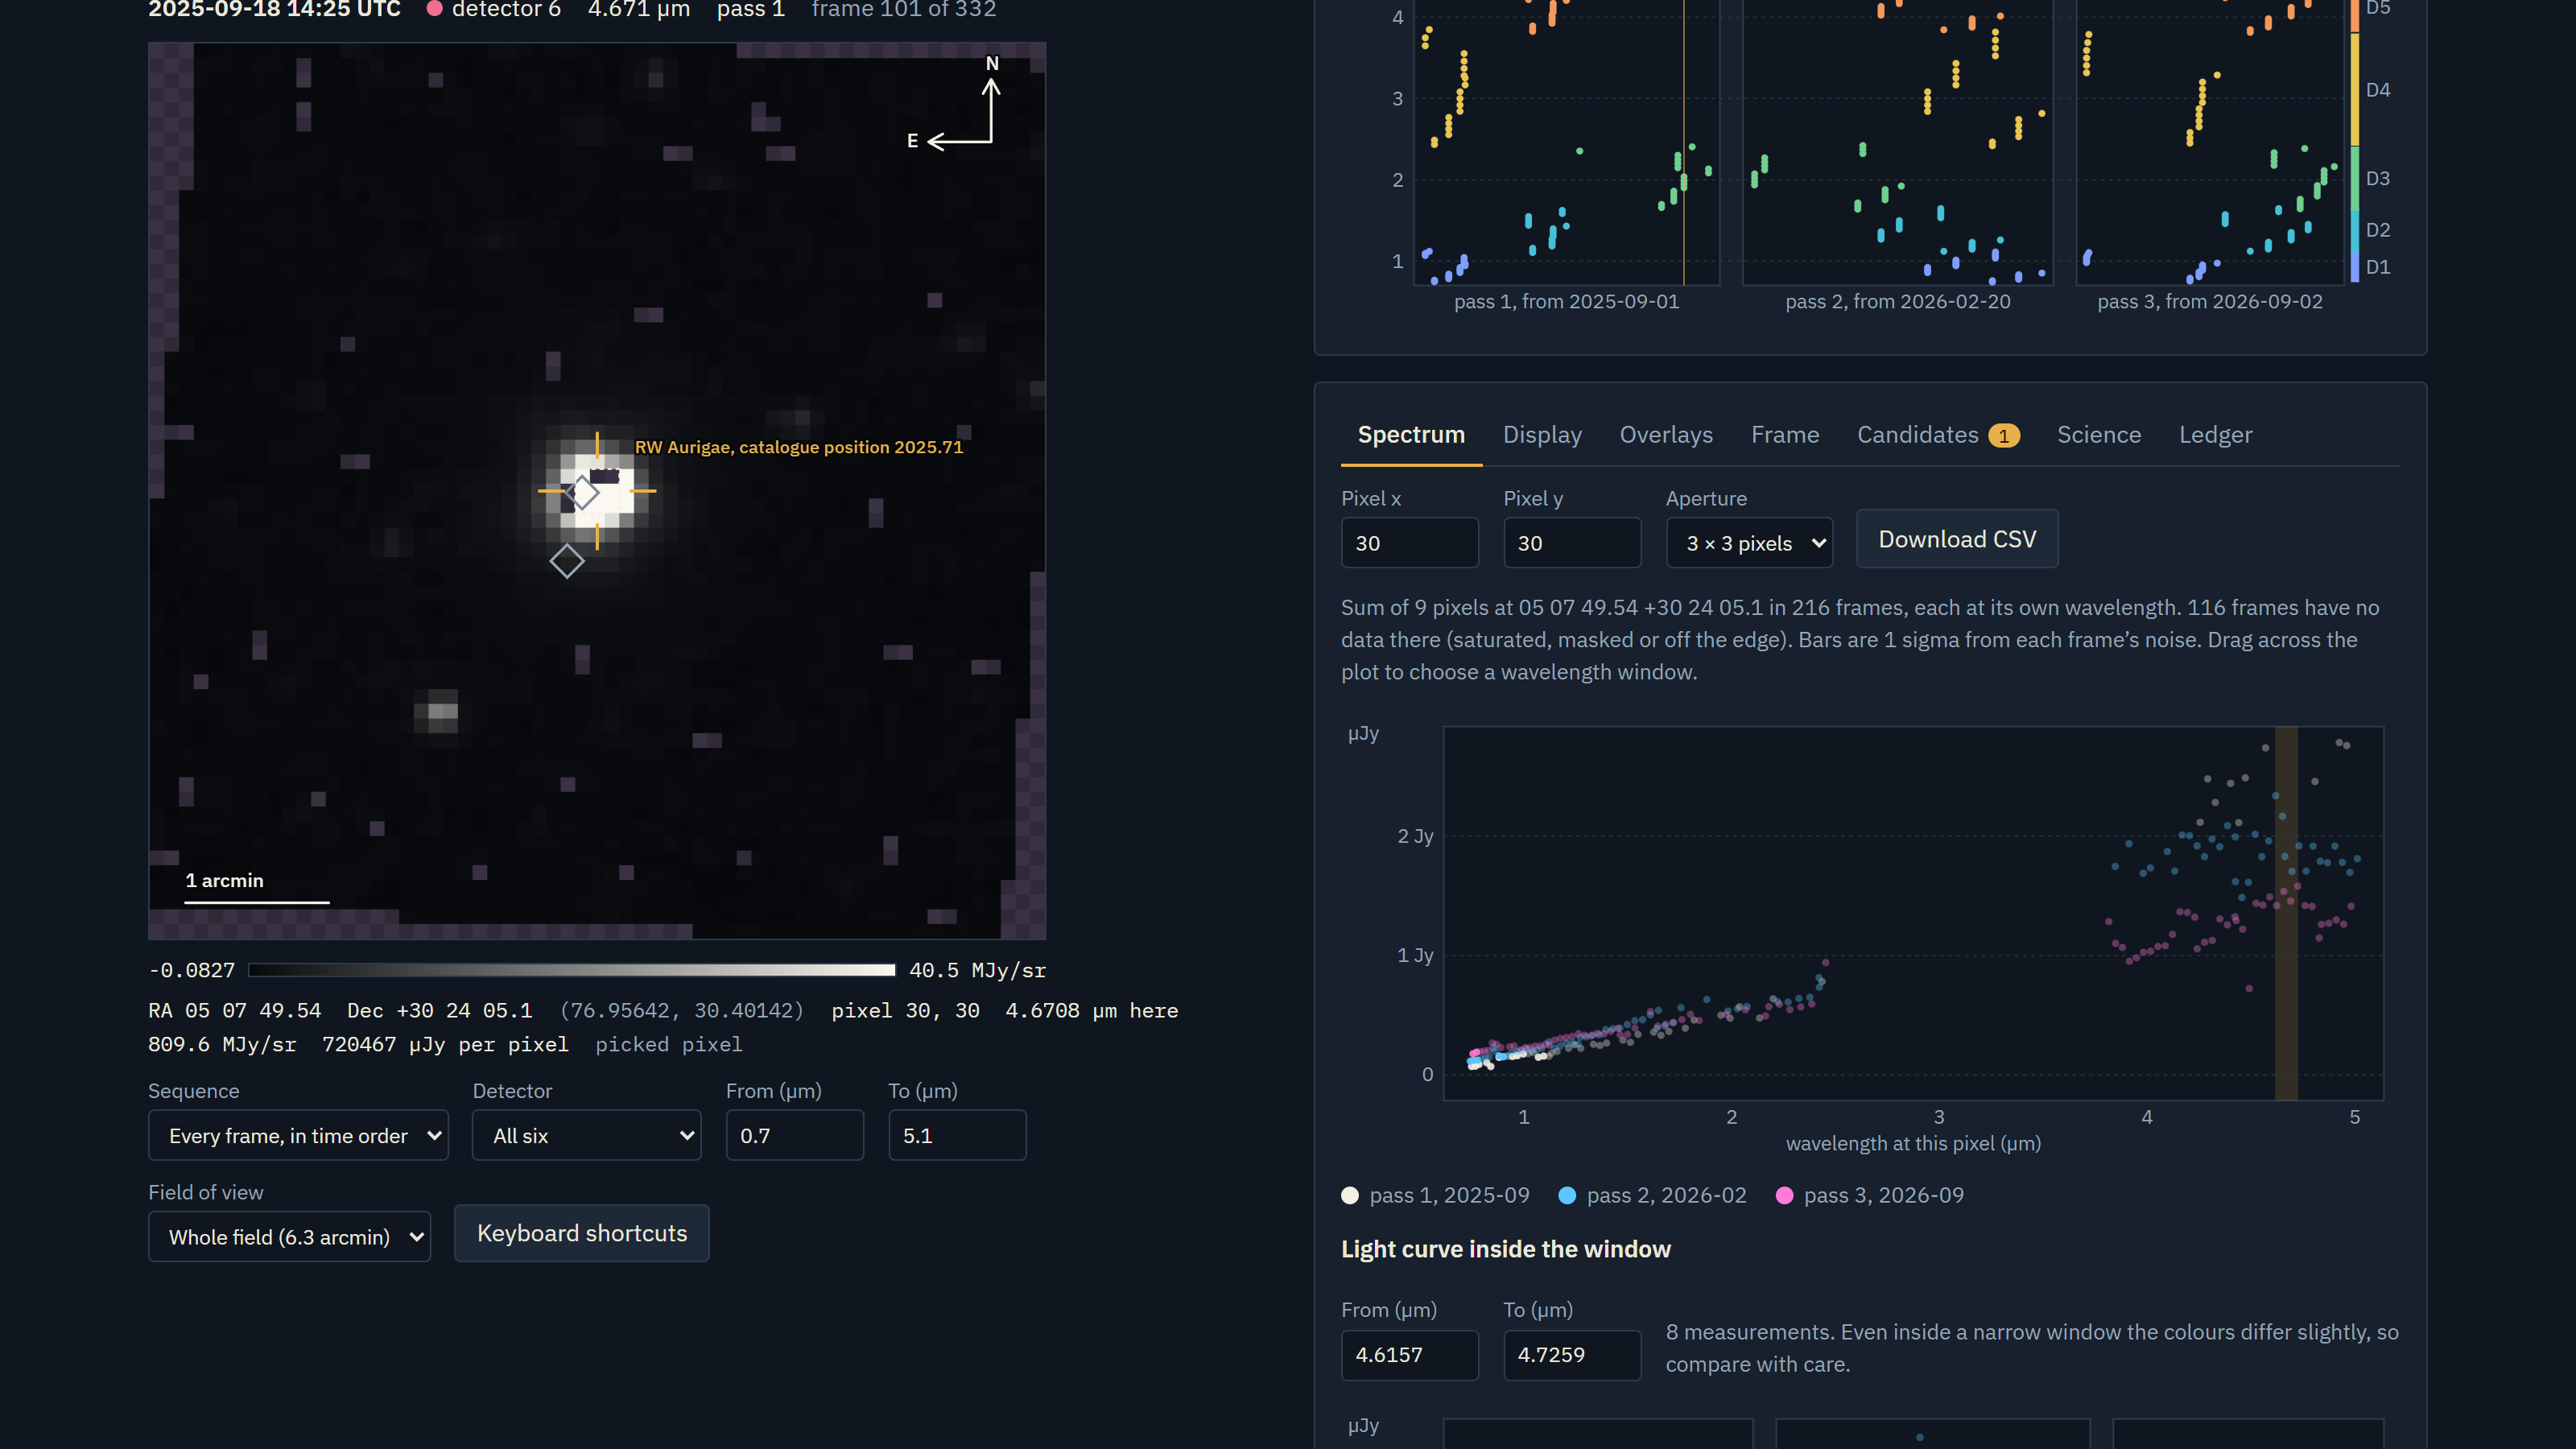 2025-09-18 14:25 UTC detector 6 4.671 µm pass 1 frame 101 of 332
N
E
RW Aurigae, catalogue position 2025.71
1 arcmin
-0.0827 40.5 MJy/sr
RA 05 07 49.54 Dec +30 24 05.1 (76.95642, 30.40142) pixel 30, 30 4.6708 µm here
809.6 MJy/sr 720467 µJy per pixel picked pixel
Sequence Detector From (µm) To (µm)
Every frame, in time order All six 0.7 5.1
Field of view
Whole field (6.3 arcmin) Keyboard shortcuts
4
3
2
1
D5
D4
D3
D2
D1
pass 1, from 2025-09-01 pass 2, from 2026-02-20 pass 3, from 2026-09-02
Spectrum Display Overlays Frame Candidates 1 Science Ledger
Pixel x Pixel y Aperture
30 30 3 × 3 pixels Download CSV
Sum of 9 pixels at 05 07 49.54 +30 24 05.1 in 216 frames, each at its own wavelength. 116 frames have no
data there (saturated, masked or off the edge). Bars are 1 sigma from each frame’s noise. Drag across the
plot to choose a wavelength window.
µJy
2 Jy
1 Jy
0
1 2 3 4 5
wavelength at this pixel (µm)
pass 1, 2025-09 pass 2, 2026-02 pass 3, 2026-09
Light curve inside the window
From (µm) To (µm)
4.6157 4.7259
8 measurements. Even inside a narrow window the colours differ slightly, so
compare with care.
µJy